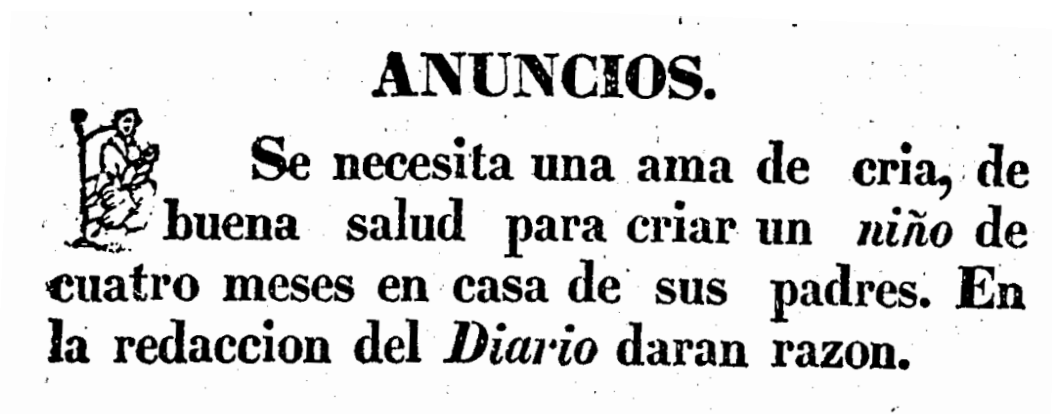 ANUNCIOS.
Se necesita una ama de cria, de
buena salud para criar un niño de
cuatro meses en casa de sus padres. En
la redaccion del Diario daran razon.